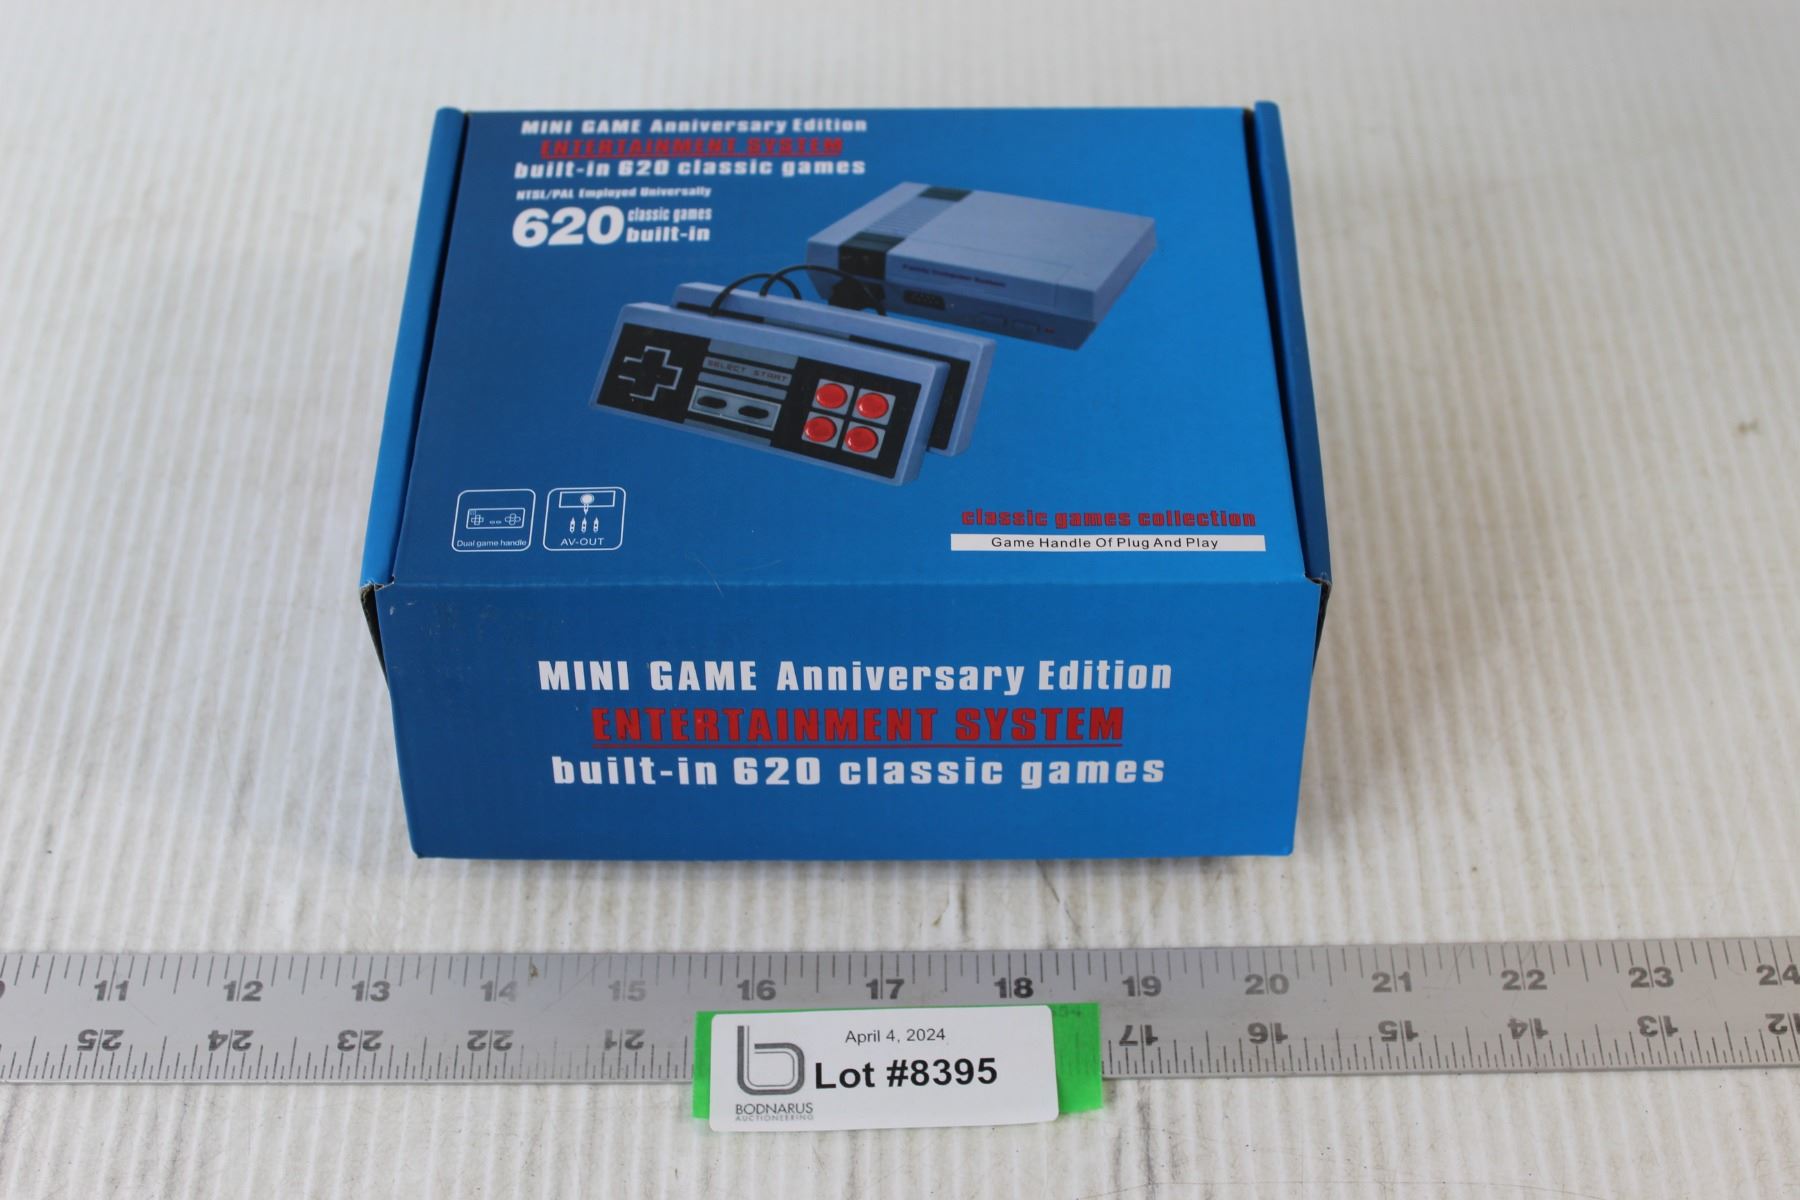 MINI GAME Anniversary Edition
ENTERTAINMENT SYSTEM
built-in 620 classic games
NTSL/PAL Employed Universally
620 classic games
built-in
SELECT START
Dual game handle
AV-OUT
classic games collection
Game Handle Of Plug And Play
MINI GAME Anniversary Edition
ENTERTAINMENT SYSTEM
built-in 620 classic games
11 12 13 14 15 16 17 18 19 20 21 22 23 24
25 24 23 22 21 17 16 15 14 13
April 4, 2024
Lot #8395
BODNARUS
AUCTIONEERING